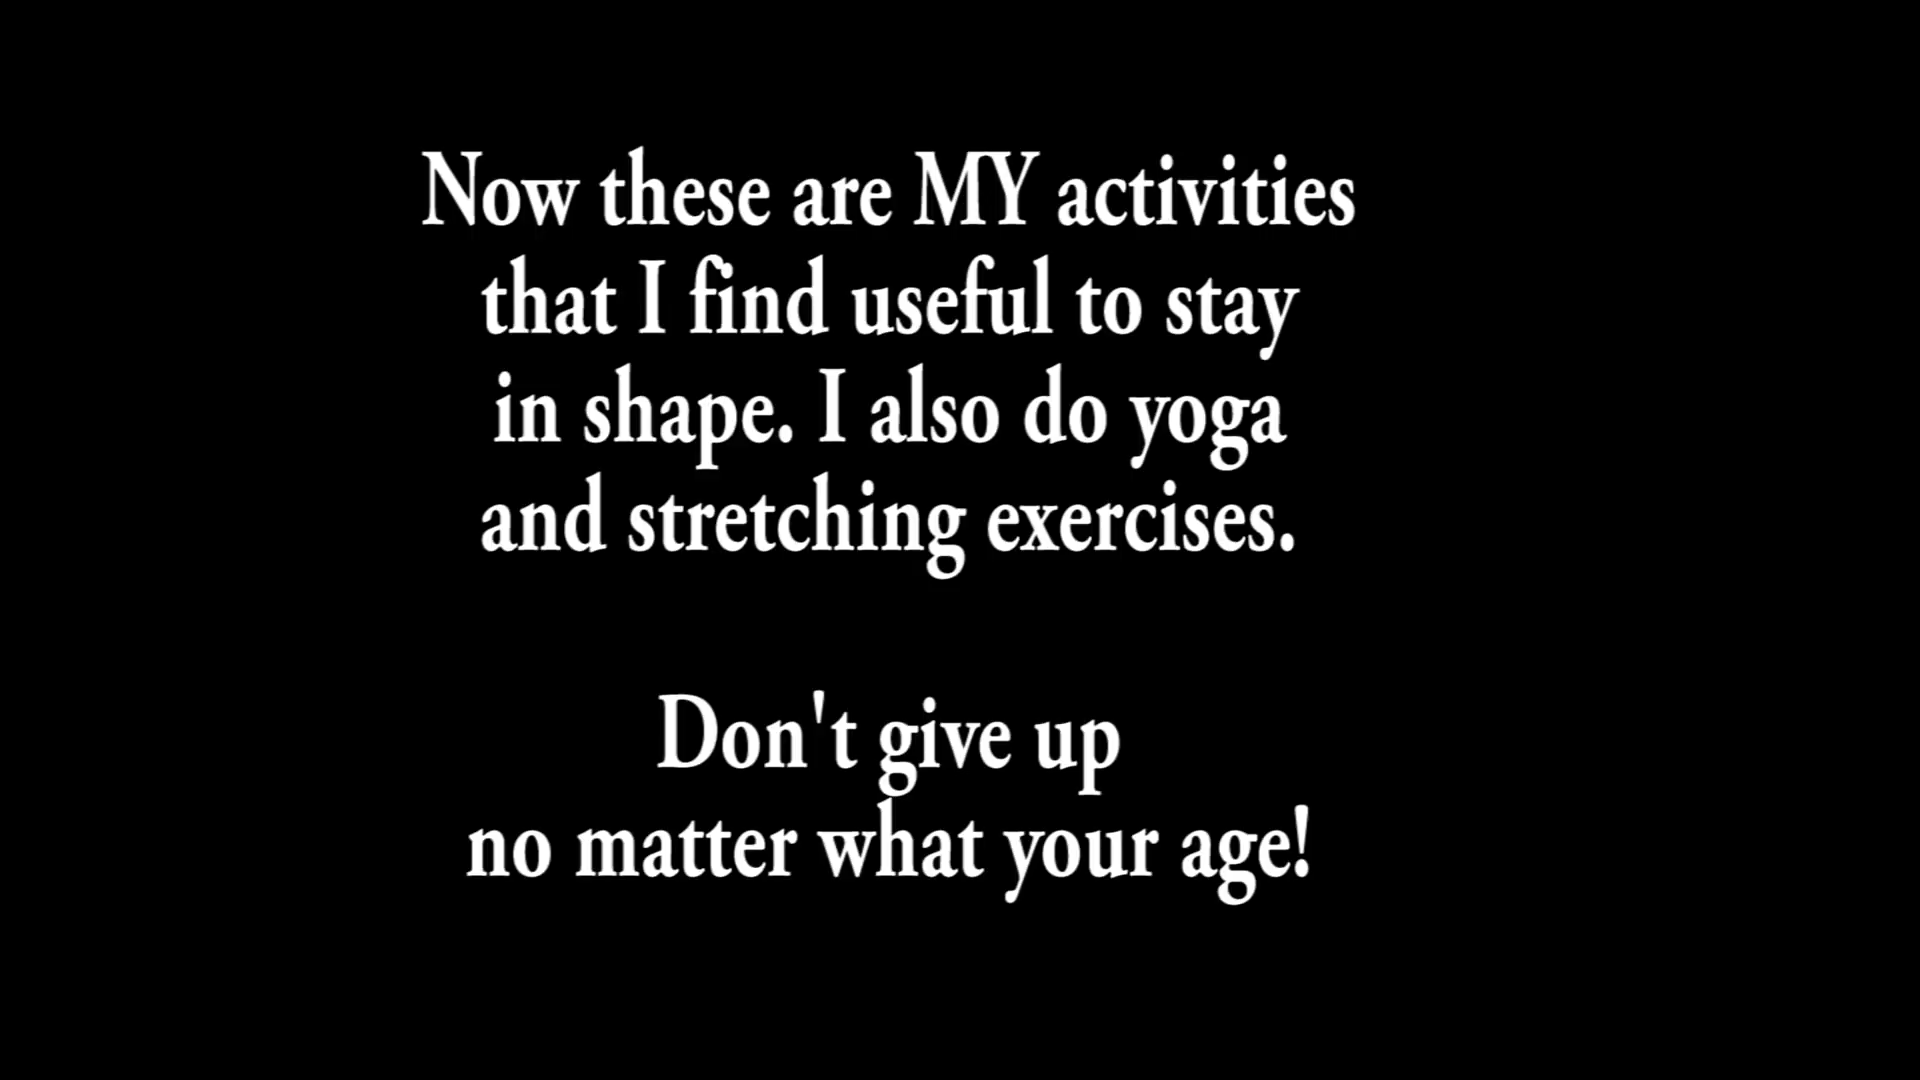 Now these are MY activities
that I find useful to stay
in shape. I also do yoga
and stretching exercises.
Don't give up
no matter what your age!